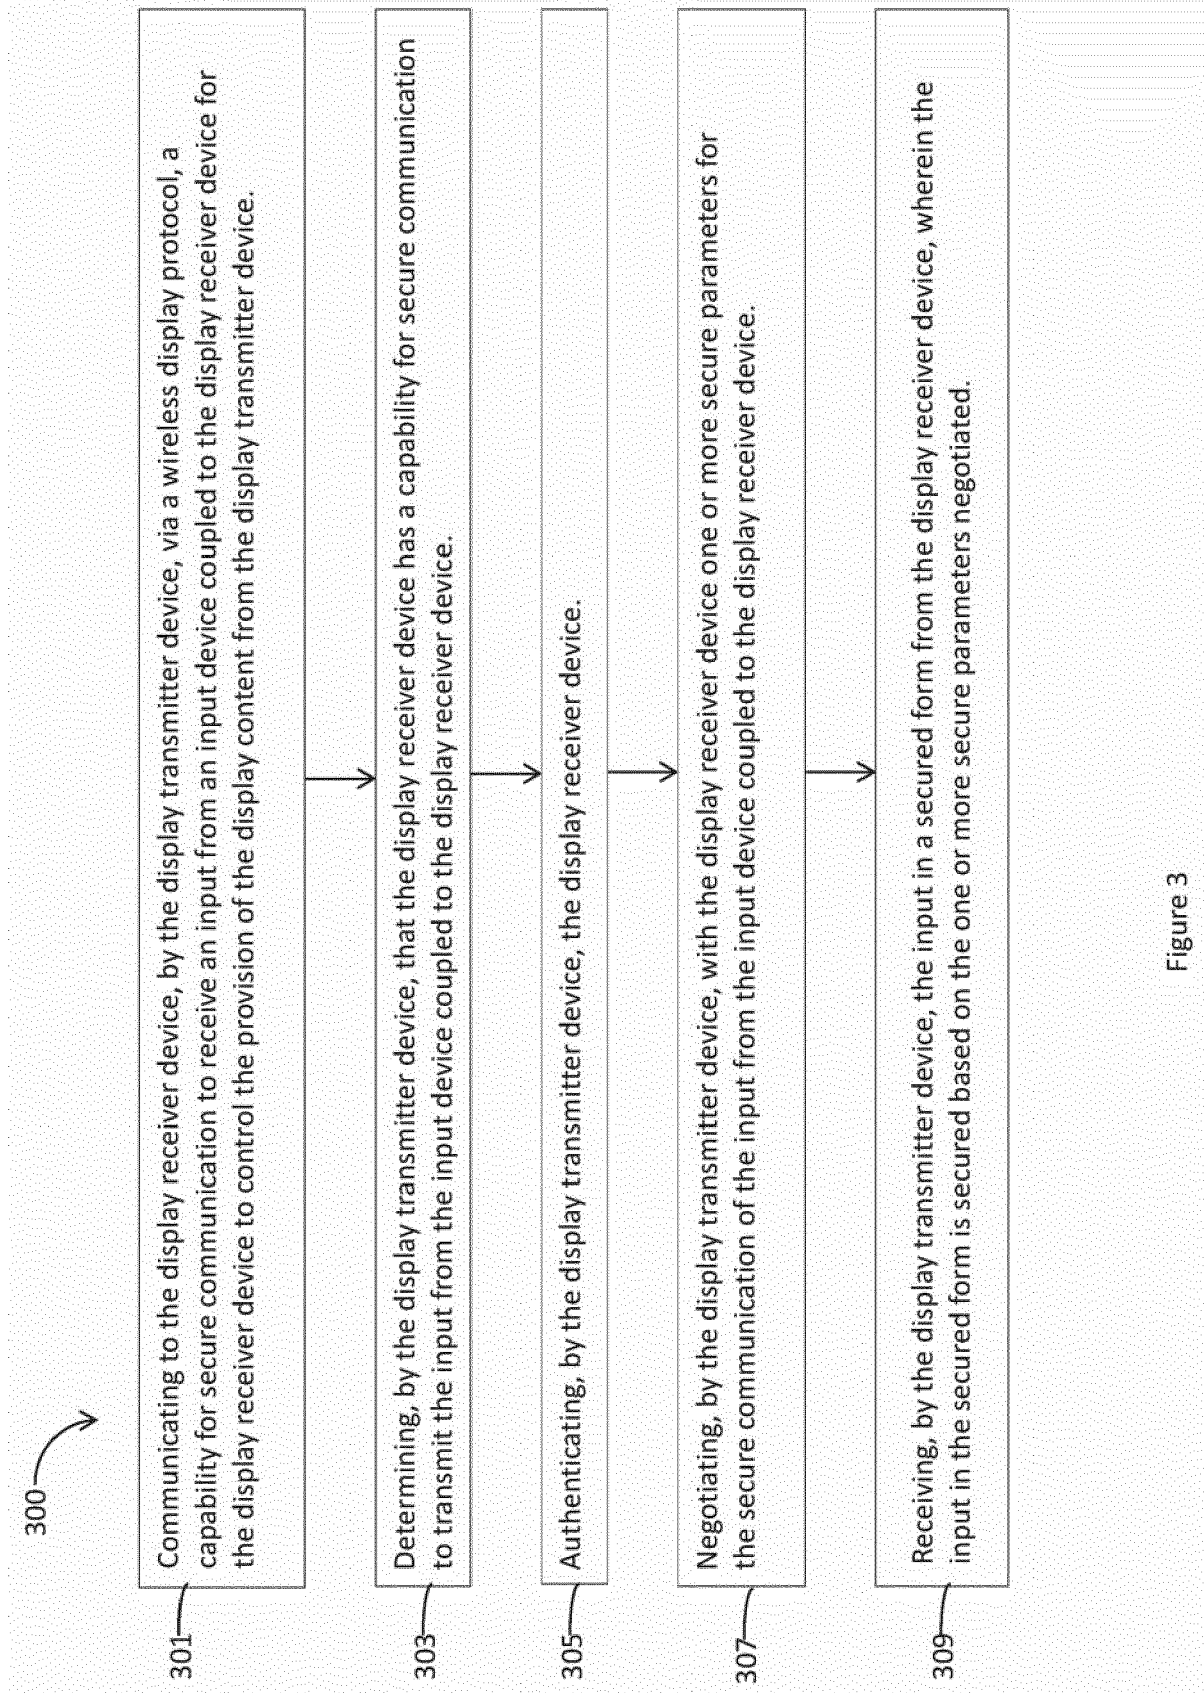 300
301
Communicating to the display receiver device, by the display transmitter device, via a wireless display protocol, a
capability for secure communication to receive an input from an input device coupled to the display receiver device for
the display receiver device to control the provision of the display content from the display transmitter device.
303
Determining, by the display transmitter device, that the display receiver device has a capability for secure communication
to transmit the input from the input device coupled to the display receiver device.
305
Authenticating, by the display transmitter device, the display receiver device.
307
Negotiating, by the display transmitter device, with the display receiver device one or more secure parameters for
the secure communication of the input from the input device coupled to the display receiver device.
309
Receiving, by the display transmitter device, the input in a secured form from the display receiver device, wherein the
input in the secured form is secured based on the one or more secure parameters negotiated.
Figure 3